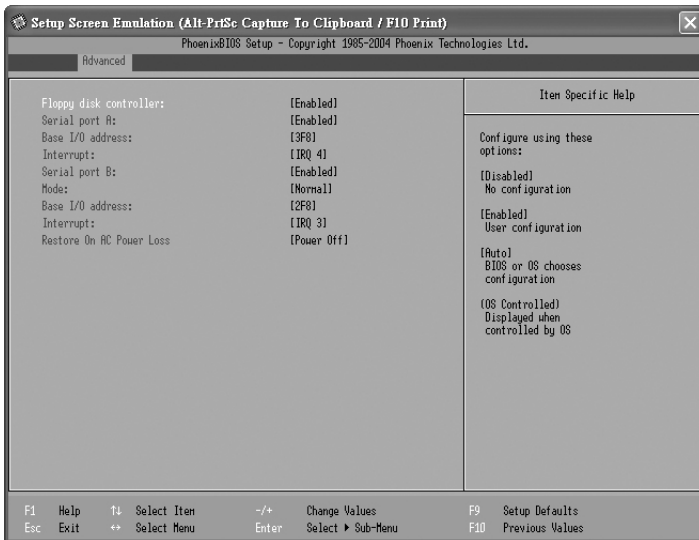 Setup Screen Emulation (Alt-PrtSc Capture To Clipboard / F10 Print)
PhoenixBIOS Setup - Copyright 1985-2004 Phoenix Technologies Ltd.
Advanced
Floppy disk controller: [Enabled]
Serial port A: [Enabled]
Base I/O address: [3F8]
Interrupt: [IRQ 4]
Serial port B: [Enabled]
Mode: [Normal]
Base I/O address: [2F8]
Interrupt: [IRQ 3]
Restore On AC Power Loss [Power Off]
Item Specific Help
Configure using these
options:
[Disabled]
No configuration
[Enabled]
User configuration
[Auto]
BIOS or OS chooses
configuration
(OS Controlled)
Displayed when
controlled by OS
F1 Help ↑↓ Select Item -/+ Change Values F9 Setup Defaults
Esc Exit ↔ Select Menu Enter Select ▶ Sub-Menu F10 Previous Values